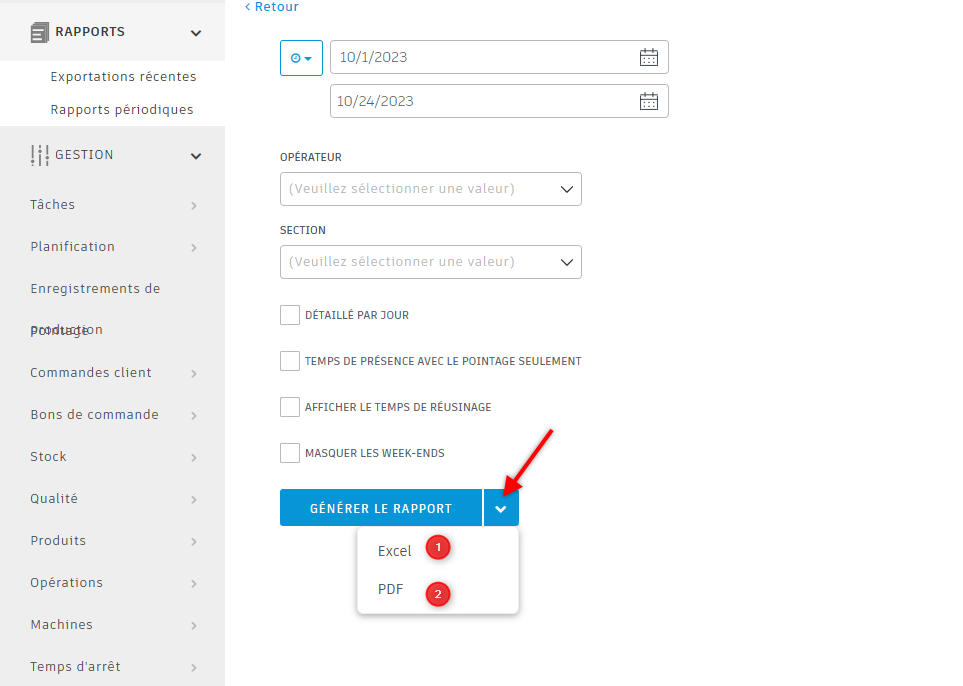 RAPPORTS
Exportations récentes
Rapports périodiques
GESTION
Tâches
Planification
Enregistrements de
production
Pointage
Commandes client
Bons de commande
Stock
Qualité
Produits
Opérations
Machines
Temps d'arrêt
< Retour
10/1/2023
10/24/2023
OPÉRATEUR
(Veuillez sélectionner une valeur)
SECTION
(Veuillez sélectionner une valeur)
DÉTAILLÉ PAR JOUR
TEMPS DE PRÉSENCE AVEC LE POINTAGE SEULEMENT
AFFICHER LE TEMPS DE RÉUSINAGE
MASQUER LES WEEK-ENDS
GÉNÉRER LE RAPPORT
Excel 1
PDF 2